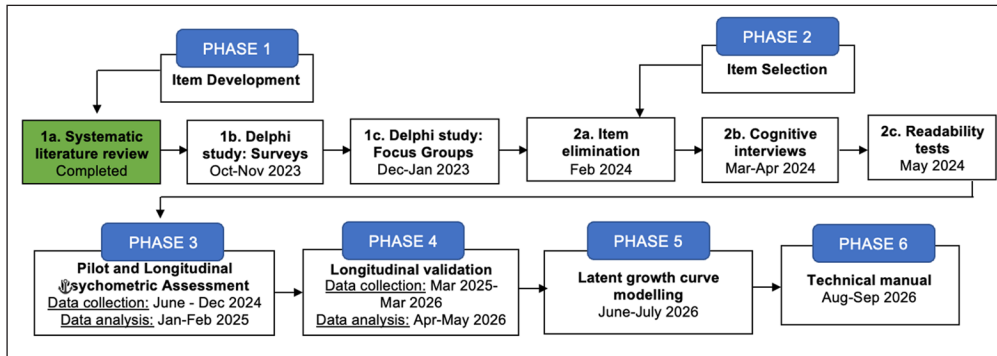 PHASE 1
Item Development
PHASE 2
Item Selection
1a. Systematic
literature review
Completed
1b. Delphi
study: Surveys
Oct-Nov 2023
1c. Delphi study:
Focus Groups
Dec-Jan 2023
2a. Item
elimination
Feb 2024
2b. Cognitive
interviews
Mar-Apr 2024
2c. Readability
tests
May 2024
PHASE 3
Pilot and Longitudinal
Psychometric Assessment
Data collection: June - Dec 2024
Data analysis: Jan-Feb 2025
PHASE 4
Longitudinal validation
Data collection: Mar 2025-
Mar 2026
Data analysis: Apr-May 2026
PHASE 5
Latent growth curve
modelling
June-July 2026
PHASE 6
Technical manual
Aug-Sep 2026